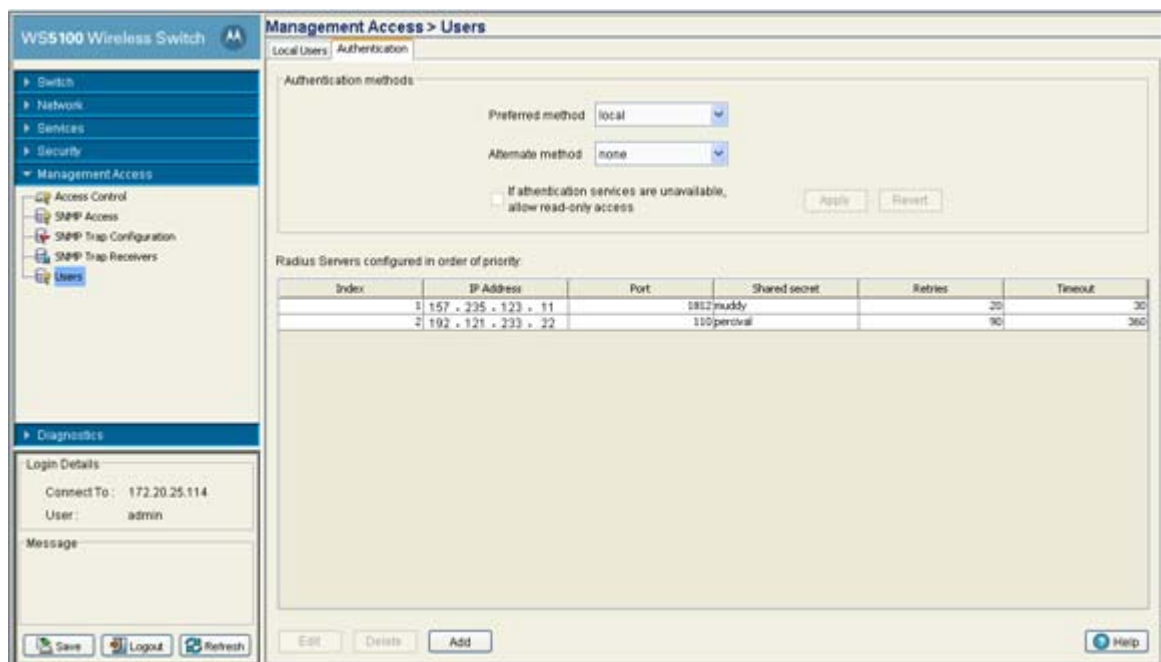 WS5100 Wireless Switch
Switch
Network
Services
Security
Management Access
Access Control
SNMP Access
SNMP Trap Configuration
SNMP Trap Receivers
Users
Diagnostics
Login Details
Connect To : 172.20.25.114
User : admin
Message
Save Logout Refresh
Management Access > Users
Local Users Authentication
Authentication methods
Preferred method local
Alternate method none
If athentication services are unavailable,
allow read-only access
Apply Revert
Radius Servers configured in order of priority:
Index IP Address Port Shared secret Retries Timeout
1 157 . 235 . 123 . 11 1812 muddy 20 30
2 192 . 121 . 233 . 22 110 percival 90 360
Edit Delete Add Help